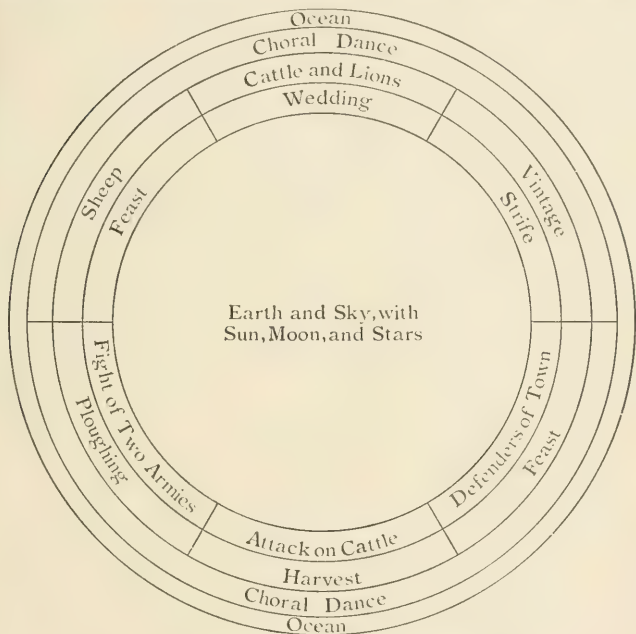 Ocean
Choral Dance
Cattle and Lions
Wedding
Sheep
Feast
Vintage
Strife
Earth and Sky, with
Sun, Moon, and Stars
Fight of Two Armies
Ploughing
Defenders of Town
Feast
Attack on Cattle
Harvest
Choral Dance
Ocean